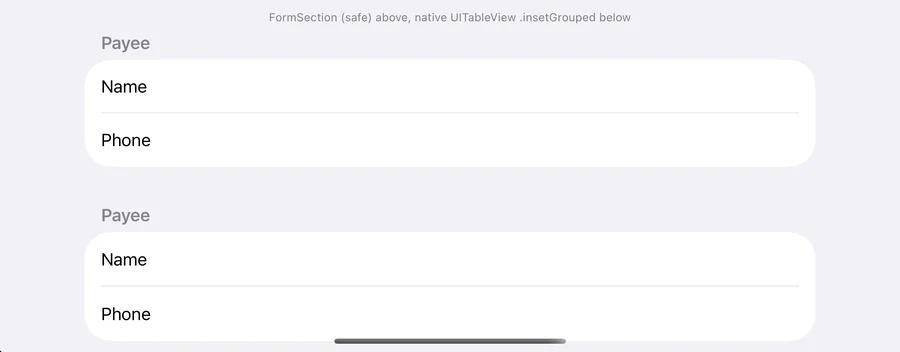 FormSection (safe) above, native UITableView .insetGrouped below
Payee
Name
Phone
Payee
Name
Phone